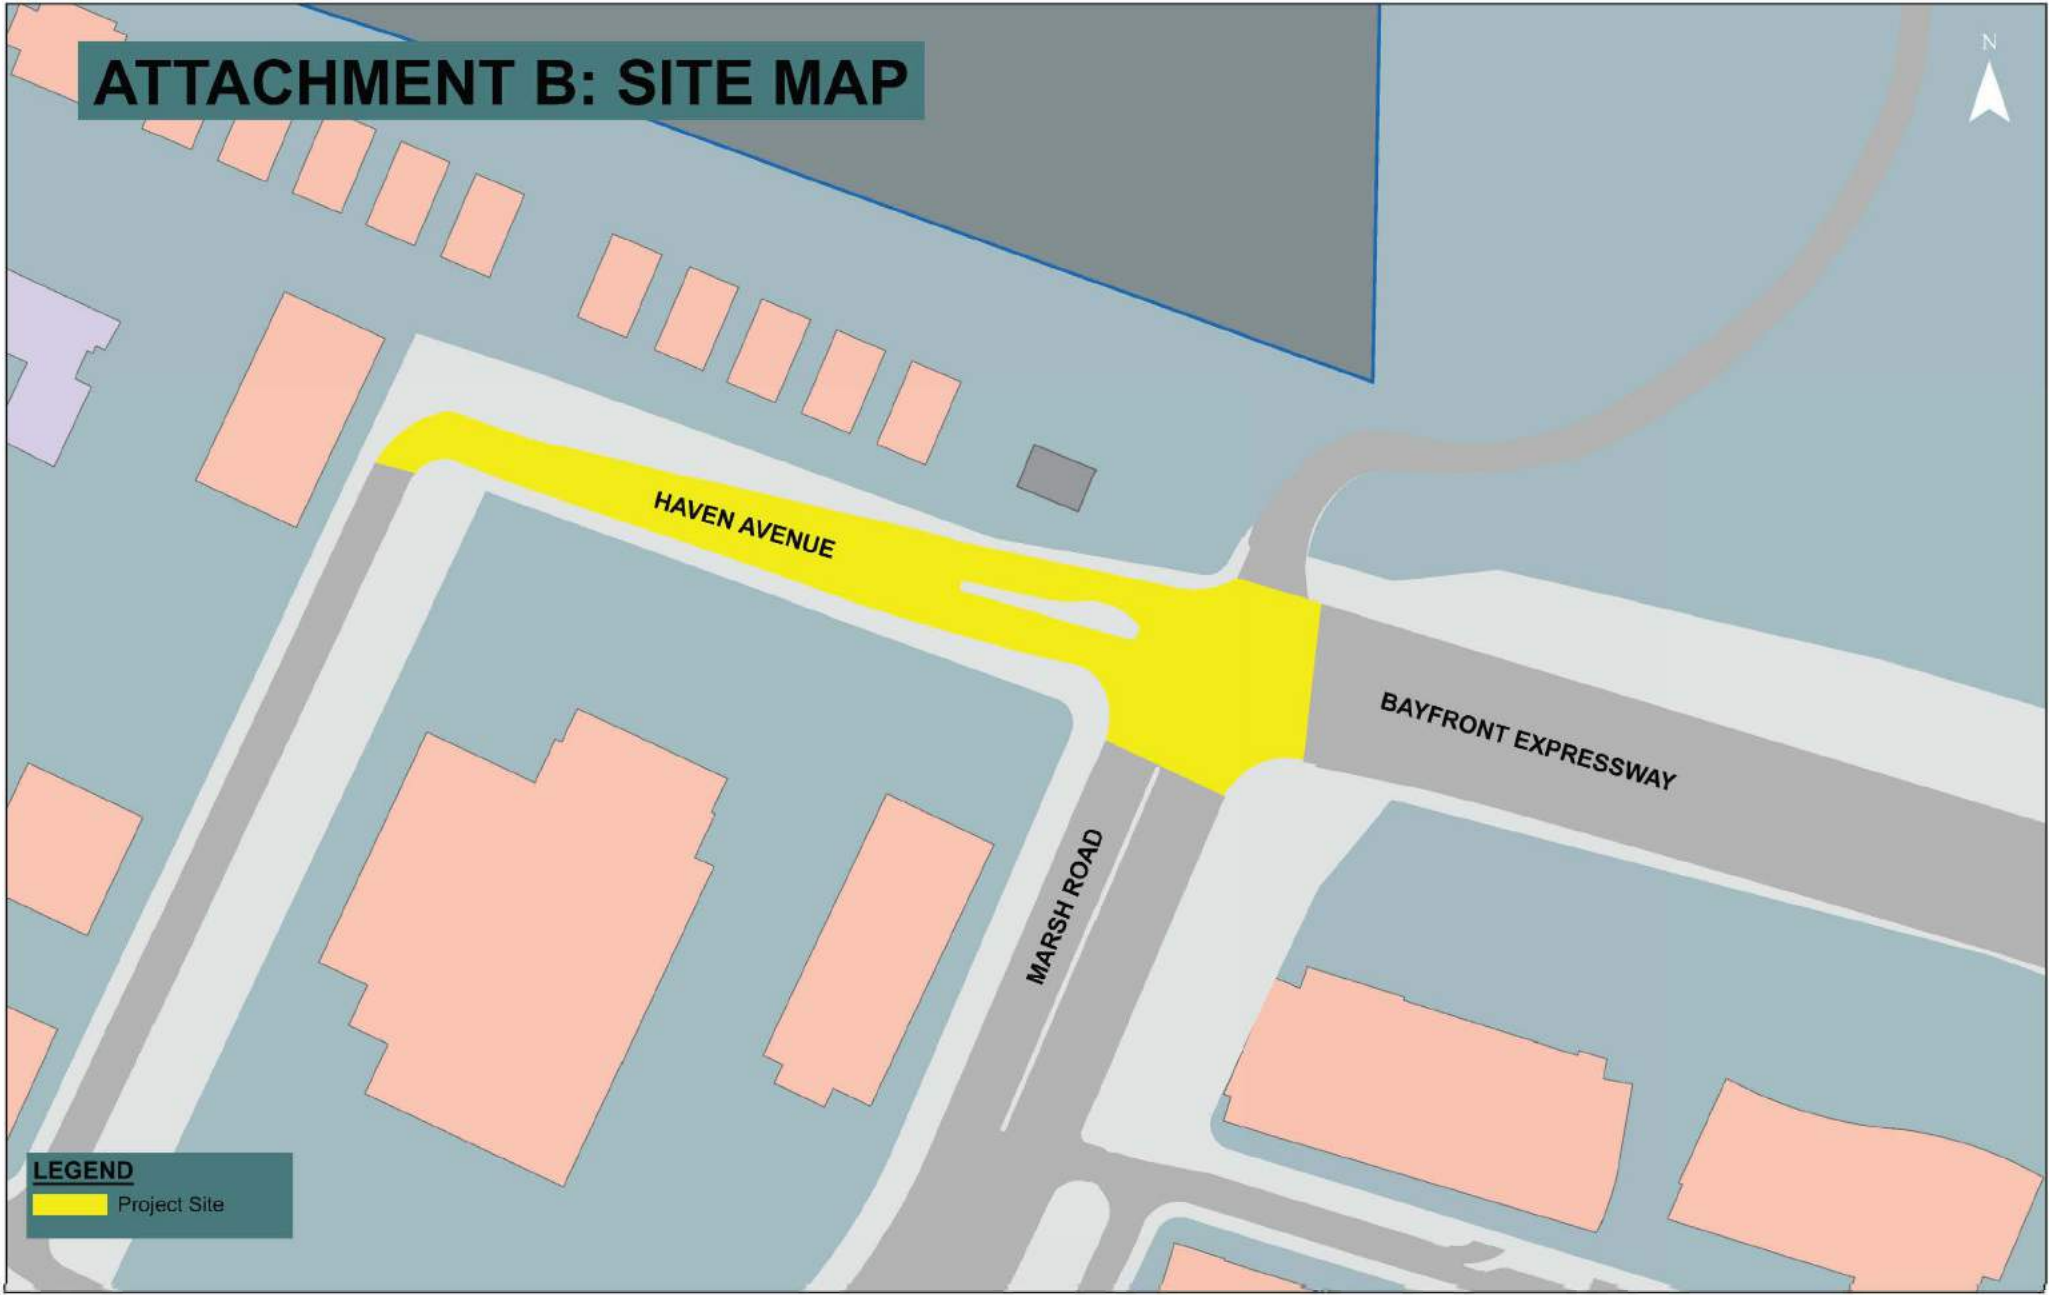 ATTACHMENT B: SITE MAP
N
HAVEN AVENUE
BAYFRONT EXPRESSWAY
MARSH ROAD
LEGEND
Project Site